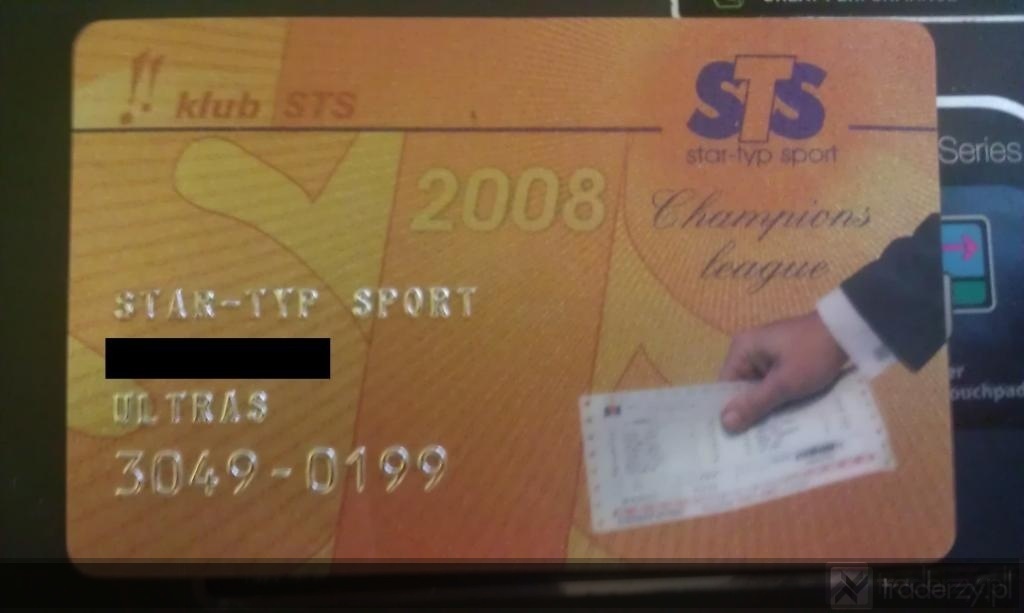 !! klub STS
STS
star-typ sport
2008
Champions
league
STAR-TYP SPORT
ULTRAS
3049-0199
Series
traderzy.pl